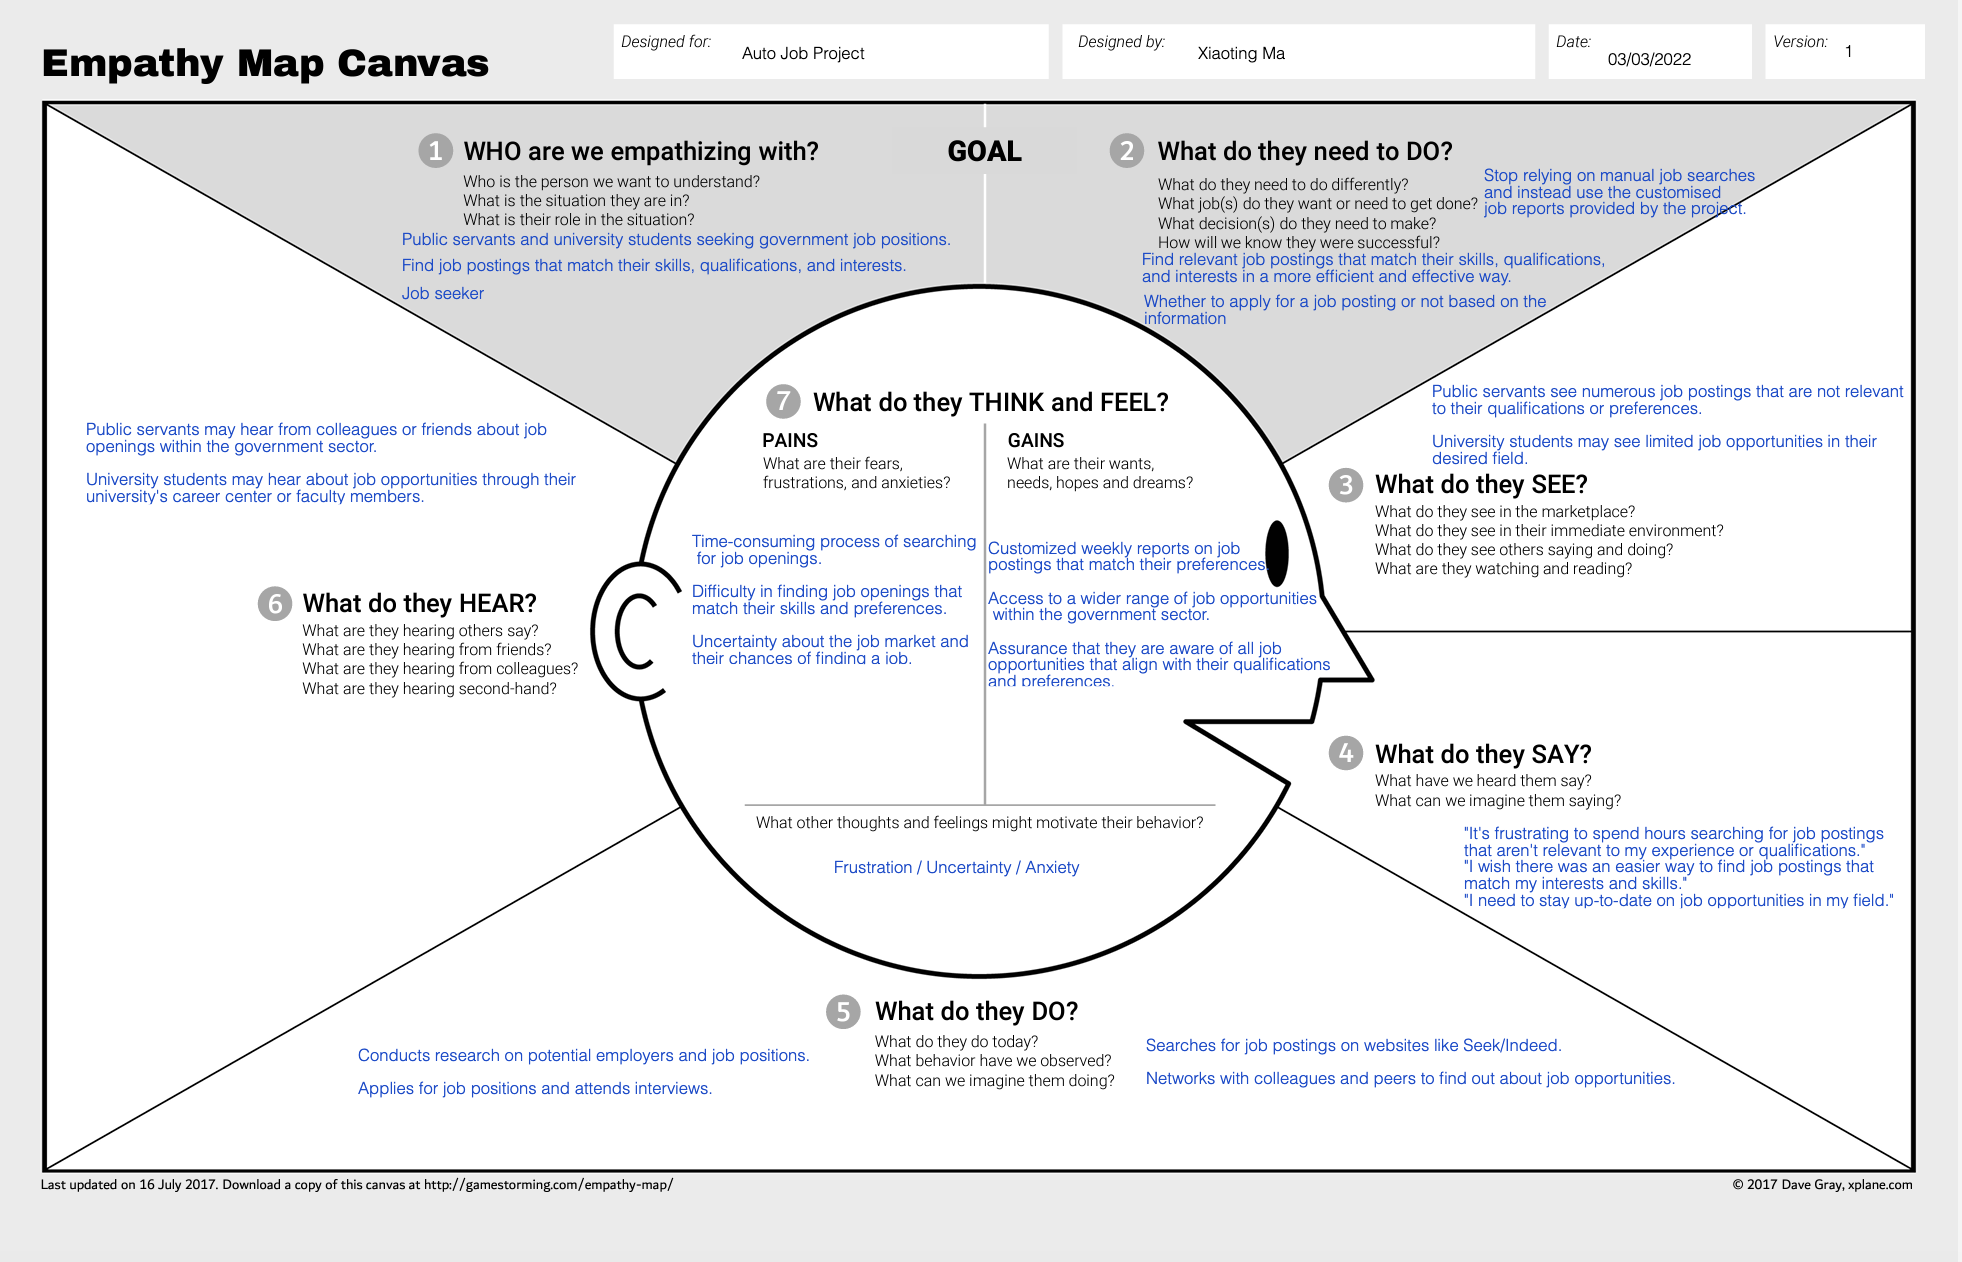 Empathy Map Canvas
Designed for:
Auto Job Project
Designed by:
Xiaoting Ma
Date:
03/03/2022
Version:
1
1
WHO are we empathizing with?
Who is the person we want to understand?
What is the situation they are in?
What is their role in the situation?
Public servants and university students seeking government job positions.
Find job postings that match their skills, qualifications, and interests.
Job seeker
GOAL
2
What do they need to DO?
What do they need to do differently?
What job(s) do they want or need to get done?
What decision(s) do they need to make?
How will we know they were successful?
Stop relying on manual job searches
and instead use the customised
job reports provided by the project.
Find relevant job postings that match their skills, qualifications,
and interests in a more efficient and effective way.
Whether to apply for a job posting or not based on the
information
Public servants see numerous job postings that are not relevant
to their qualifications or preferences.
University students may see limited job opportunities in their
desired field.
3
What do they SEE?
What do they see in the marketplace?
What do they see in their immediate environment?
What do they see others saying and doing?
What are they watching and reading?
4
What do they SAY?
What have we heard them say?
What can we imagine them saying?
"It's frustrating to spend hours searching for job postings
that aren't relevant to my experience or qualifications."
"I wish there was an easier way to find job postings that
match my interests and skills."
"I need to stay up-to-date on job opportunities in my field."
5
What do they DO?
What do they do today?
What behavior have we observed?
What can we imagine them doing?
Conducts research on potential employers and job positions.
Applies for job positions and attends interviews.
Searches for job postings on websites like Seek/Indeed.
Networks with colleagues and peers to find out about job opportunities.
Public servants may hear from colleagues or friends about job
openings within the government sector.
University students may hear about job opportunities through their
university's career center or faculty members.
6
What do they HEAR?
What are they hearing others say?
What are they hearing from friends?
What are they hearing from colleagues?
What are they hearing second-hand?
7
What do they THINK and FEEL?
PAINS
What are their fears,
frustrations, and anxieties?
Time-consuming process of searching
for job openings.
Difficulty in finding job openings that
match their skills and preferences.
Uncertainty about the job market and
their chances of finding a job.
GAINS
What are their wants,
needs, hopes and dreams?
Customized weekly reports on job
postings that match their preferences.
Access to a wider range of job opportunities
within the government sector.
Assurance that they are aware of all job
opportunities that align with their qualifications
and preferences.
What other thoughts and feelings might motivate their behavior?
Frustration / Uncertainty / Anxiety
Last updated on 16 July 2017. Download a copy of this canvas at http://gamestorming.com/empathy-map/
© 2017 Dave Gray, xplane.com